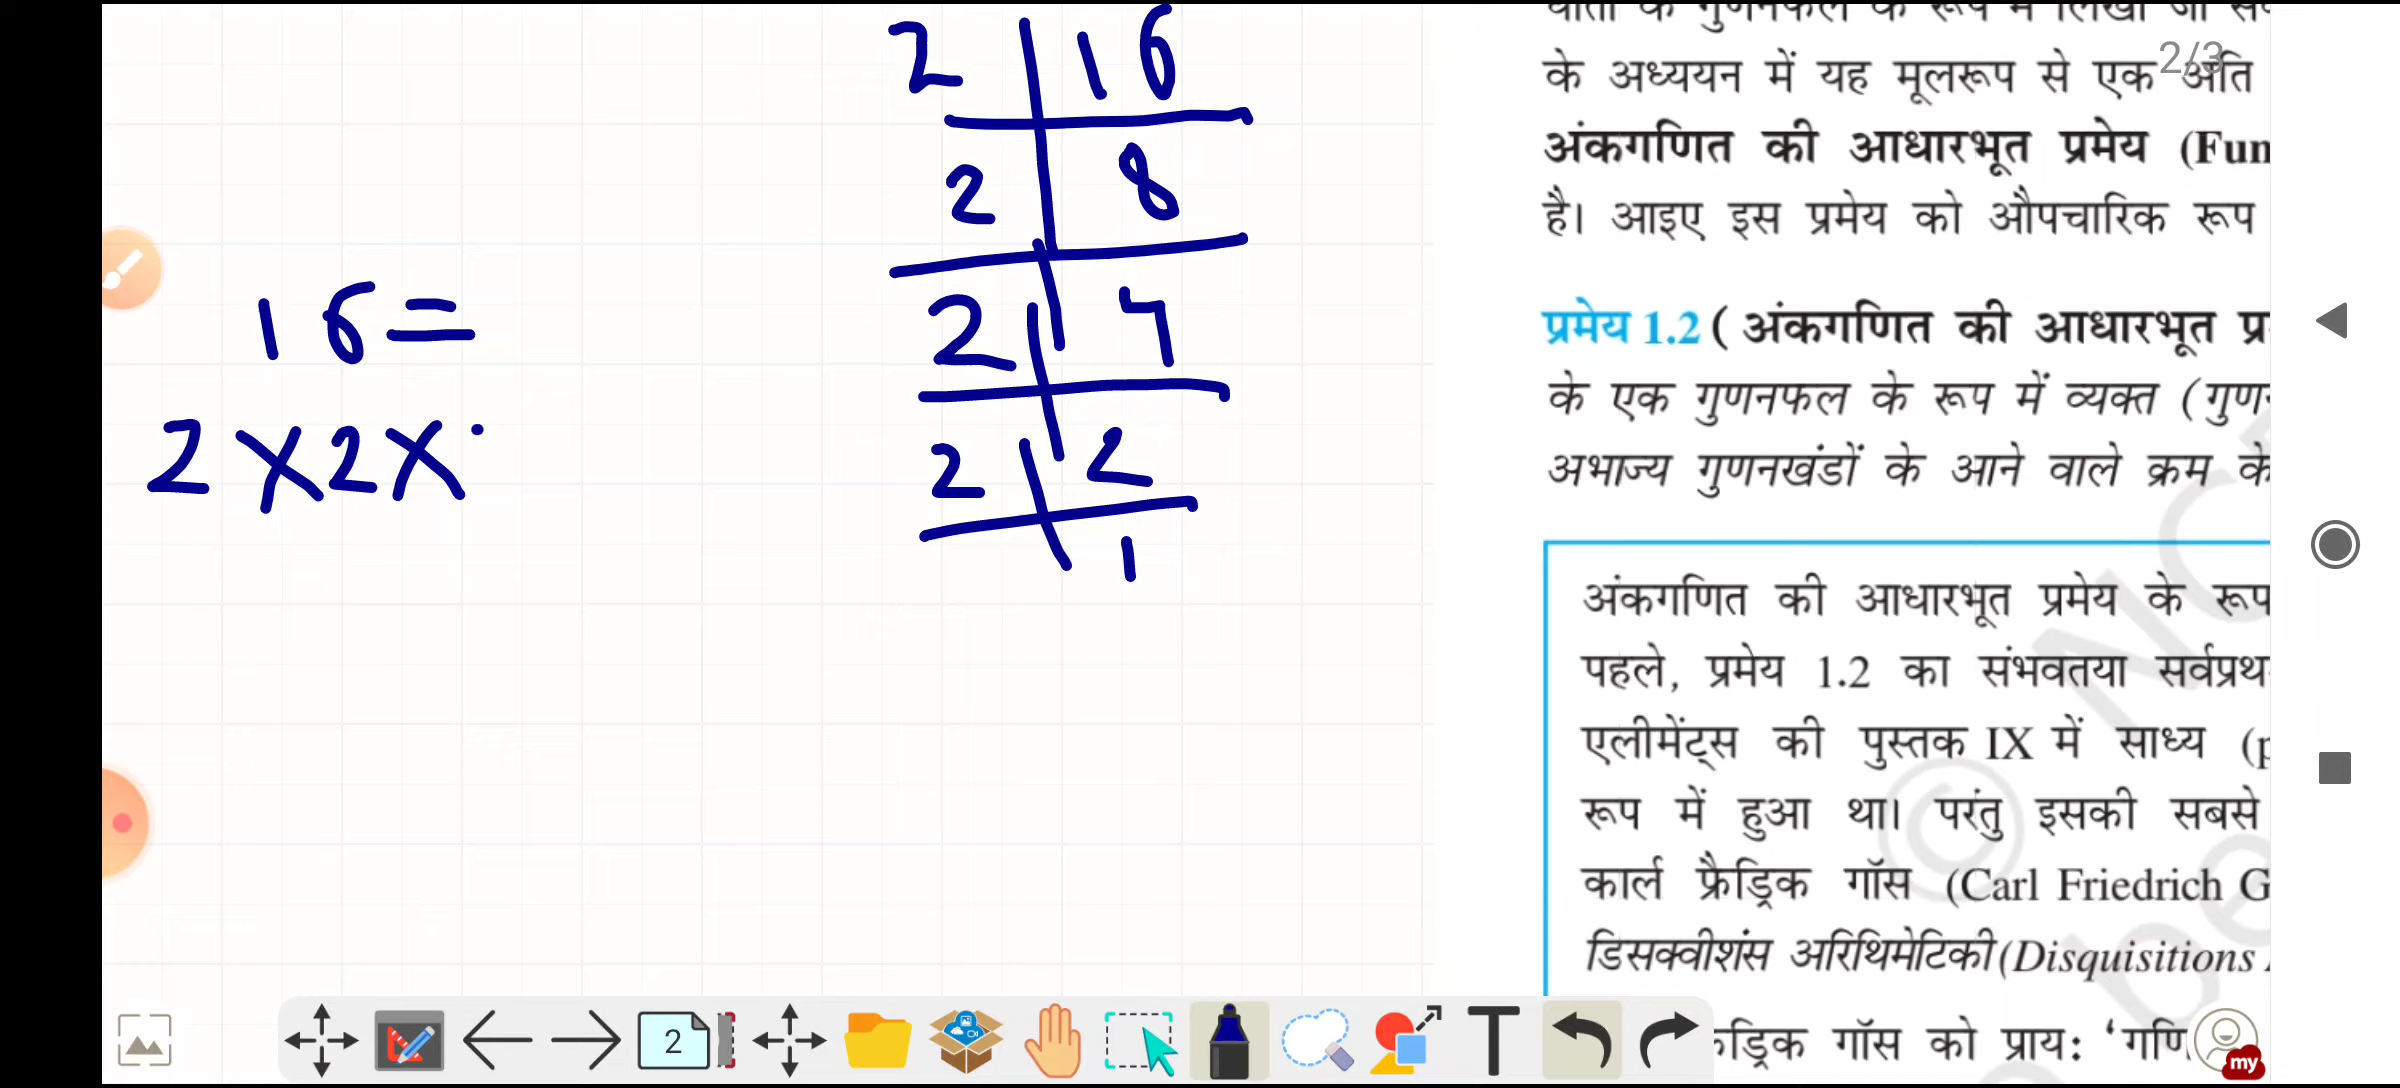 2 | 16
2 | 8
2 | 4
2 | 2
1
16 =
2 × 2 ×
2/3
के अध्ययन में यह मूलरूप से एक अति
अंकगणित की आधारभूत प्रमेय (Fun
है। आइए इस प्रमेय को औपचारिक रूप
प्रमेय 1.2 ( अंकगणित की आधारभूत प्र
के एक गुणनफल के रूप में व्यक्त (गुण
अभाज्य गुणनखंडों के आने वाले क्रम के
अंकगणित की आधारभूत प्रमेय के रूप
पहले, प्रमेय 1.2 का संभवतया सर्वप्रथ
एलीमेंट्स की पुस्तक IX में साध्य (p
रूप में हुआ था। परंतु इसकी सबसे
कार्ल फ्रैड्रिक गॉस (Carl Friedrich G
डिसक्वीशंस अरिथिमेटिकी (Disquisitions
फ्रैड्रिक गॉस को प्रायः ‘गणि
2
T
my